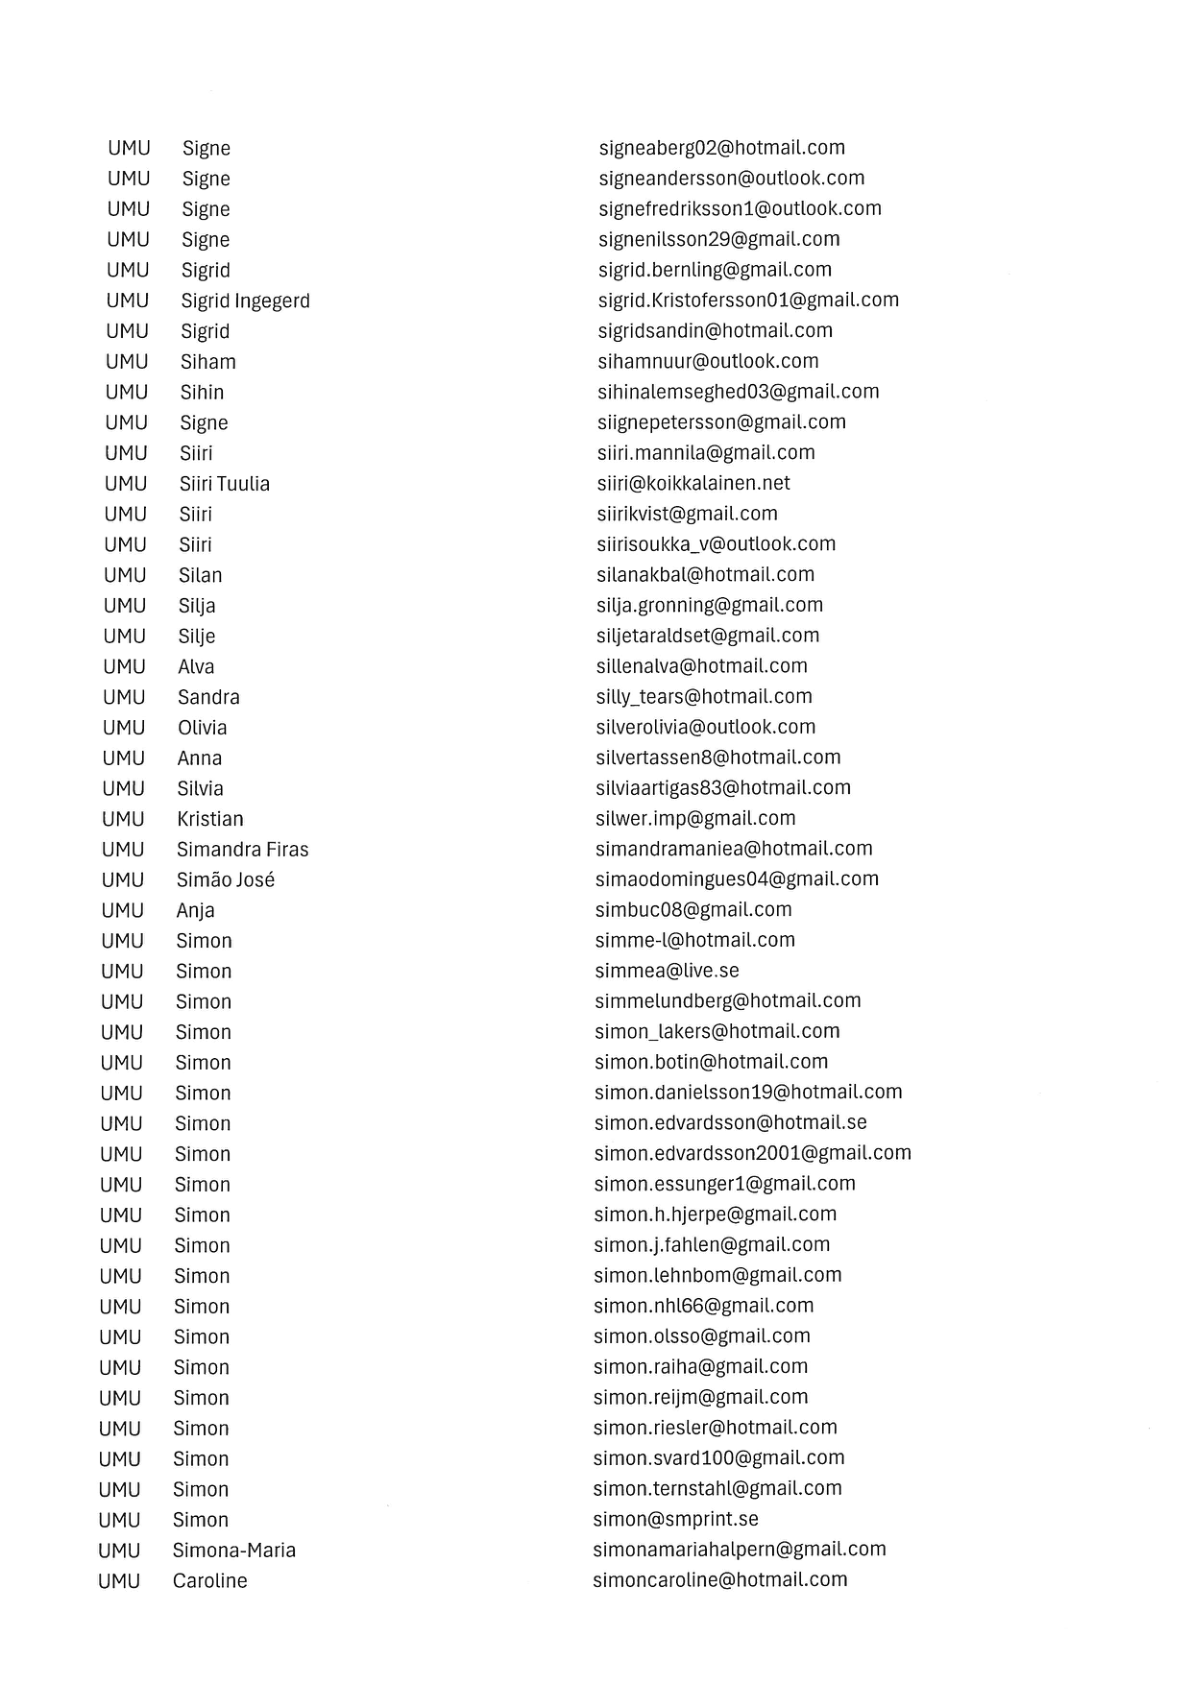 UMU Signe signeaberg02@hotmail.com
UMU Signe signeandersson@outlook.com
UMU Signe signefredriksson1@outlook.com
UMU Signe signenilsson29@gmail.com
UMU Sigrid sigrid.bernling@gmail.com
UMU Sigrid Ingegerd sigrid.Kristofersson01@gmail.com
UMU Sigrid sigridsandin@hotmail.com
UMU Siham sihamnuur@outlook.com
UMU Sihin sihinalemseghed03@gmail.com
UMU Signe siignepetersson@gmail.com
UMU Siiri siiri.mannila@gmail.com
UMU Siiri Tuulia siiri@koikkalainen.net
UMU Siiri siirikvist@gmail.com
UMU Siiri siirisoukka_v@outlook.com
UMU Silan silanakbal@hotmail.com
UMU Silja silja.gronning@gmail.com
UMU Silje siljetaraldset@gmail.com
UMU Alva sillenalva@hotmail.com
UMU Sandra silly_tears@hotmail.com
UMU Olivia silverolivia@outlook.com
UMU Anna silvertassen8@hotmail.com
UMU Silvia silviaartigas83@hotmail.com
UMU Kristian silwer.imp@gmail.com
UMU Simandra Firas simandramaniea@hotmail.com
UMU Simão José simaodomingues04@gmail.com
UMU Anja simbuc08@gmail.com
UMU Simon simme-l@hotmail.com
UMU Simon simmea@live.se
UMU Simon simmelundberg@hotmail.com
UMU Simon simon_lakers@hotmail.com
UMU Simon simon.botin@hotmail.com
UMU Simon simon.danielsson19@hotmail.com
UMU Simon simon.edvardsson@hotmail.se
UMU Simon simon.edvardsson2001@gmail.com
UMU Simon simon.essunger1@gmail.com
UMU Simon simon.h.hjerpe@gmail.com
UMU Simon simon.j.fahlen@gmail.com
UMU Simon simon.lehnbom@gmail.com
UMU Simon simon.nhl66@gmail.com
UMU Simon simon.olsso@gmail.com
UMU Simon simon.raiha@gmail.com
UMU Simon simon.reijm@gmail.com
UMU Simon simon.riesler@hotmail.com
UMU Simon simon.svard100@gmail.com
UMU Simon simon.ternstahl@gmail.com
UMU Simon simon@smprint.se
UMU Simona-Maria simonamariahalpern@gmail.com
UMU Caroline simoncaroline@hotmail.com